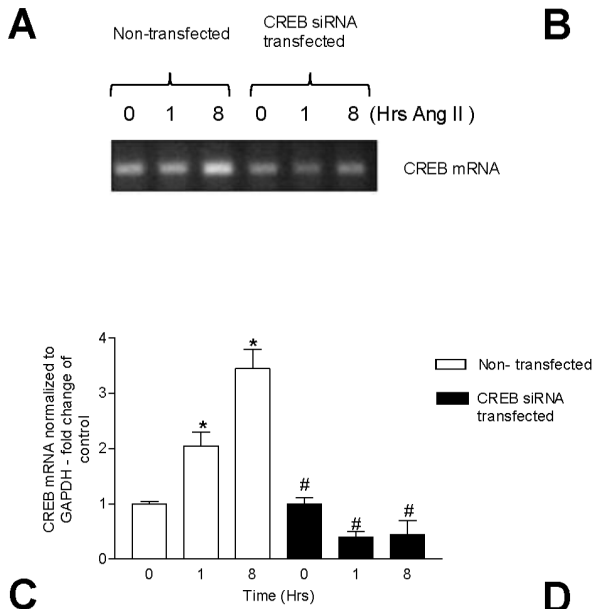 A
B
Non-transfected
CREB siRNA
transfected
0 1 8 0 1 8 (Hrs Ang II )
CREB mRNA
CREB mRNA normalized to
GAPDH - fold change of
control
4
3
2
1
0
* * # # #
Non- transfected
CREB siRNA
transfected
0 1 8 0 1 8
Time (Hrs)
C
D